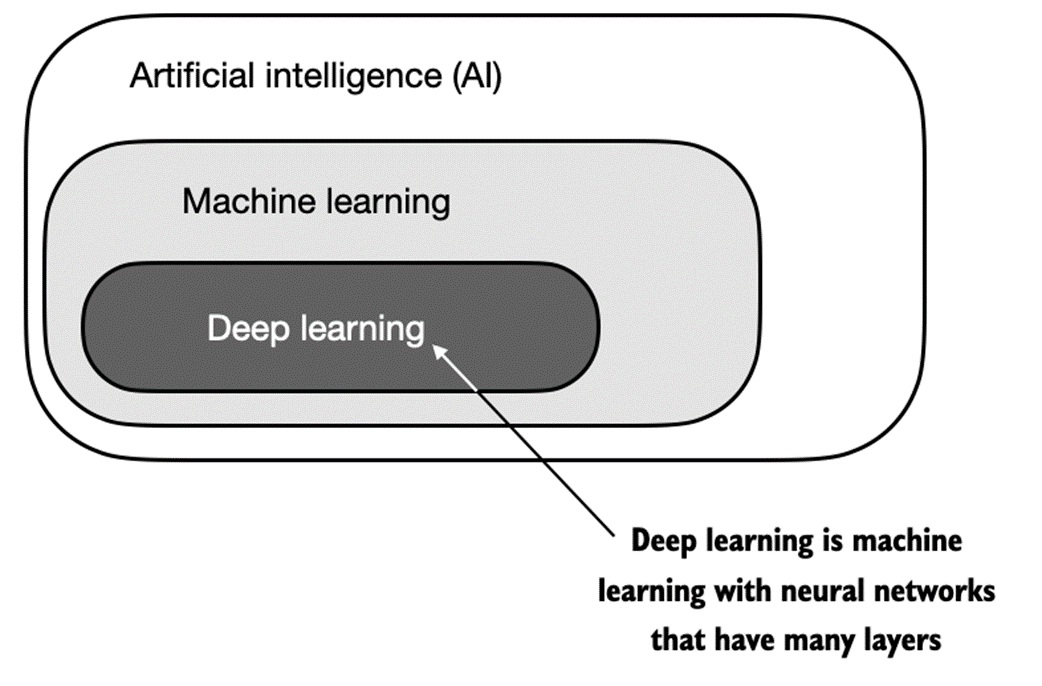 Artificial intelligence (AI)
Machine learning
Deep learning
Deep learning is machine
learning with neural networks
that have many layers